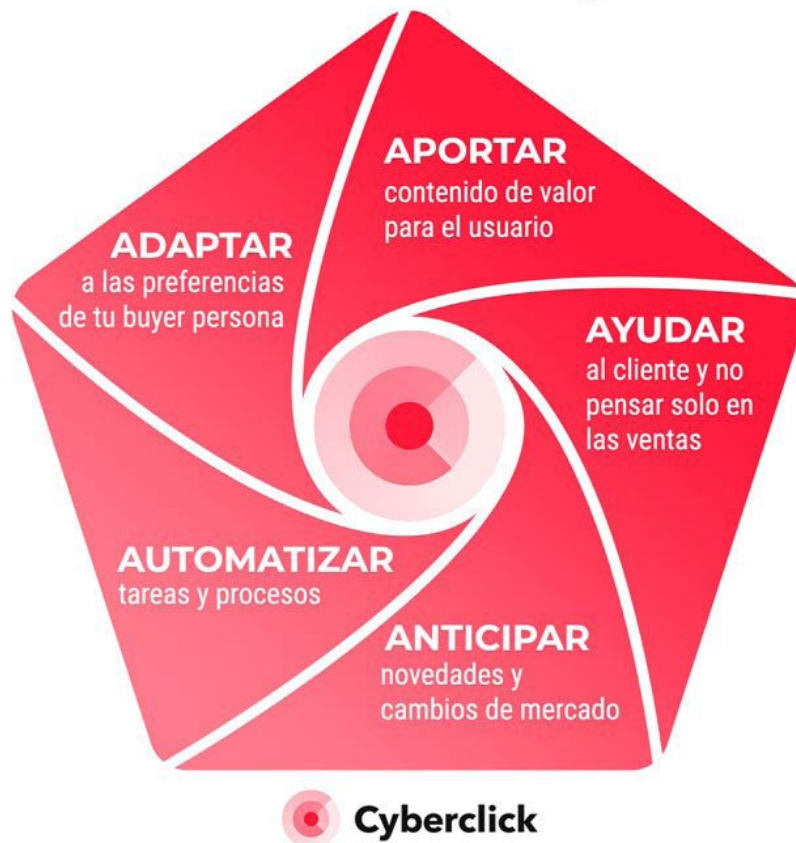 APORTAR
contenido de valor
para el usuario
ADAPTAR
a las preferencias
de tu buyer persona
AYUDAR
al cliente y no
pensar solo en
las ventas
AUTOMATIZAR
tareas y procesos
ANTICIPAR
novedades y
cambios de mercado
Cyberclick